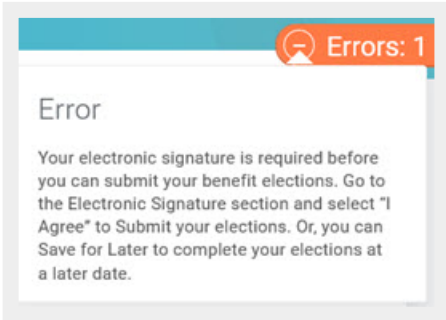 Errors: 1
Error
Your electronic signature is required before
you can submit your benefit elections. Go to
the Electronic Signature section and select "I
Agree" to Submit your elections. Or, you can
Save for Later to complete your elections at
a later date.